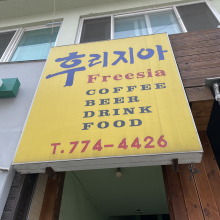 후리지아
Freesia
COFFEE
BEER
DRINK
FOOD
T.774-4426